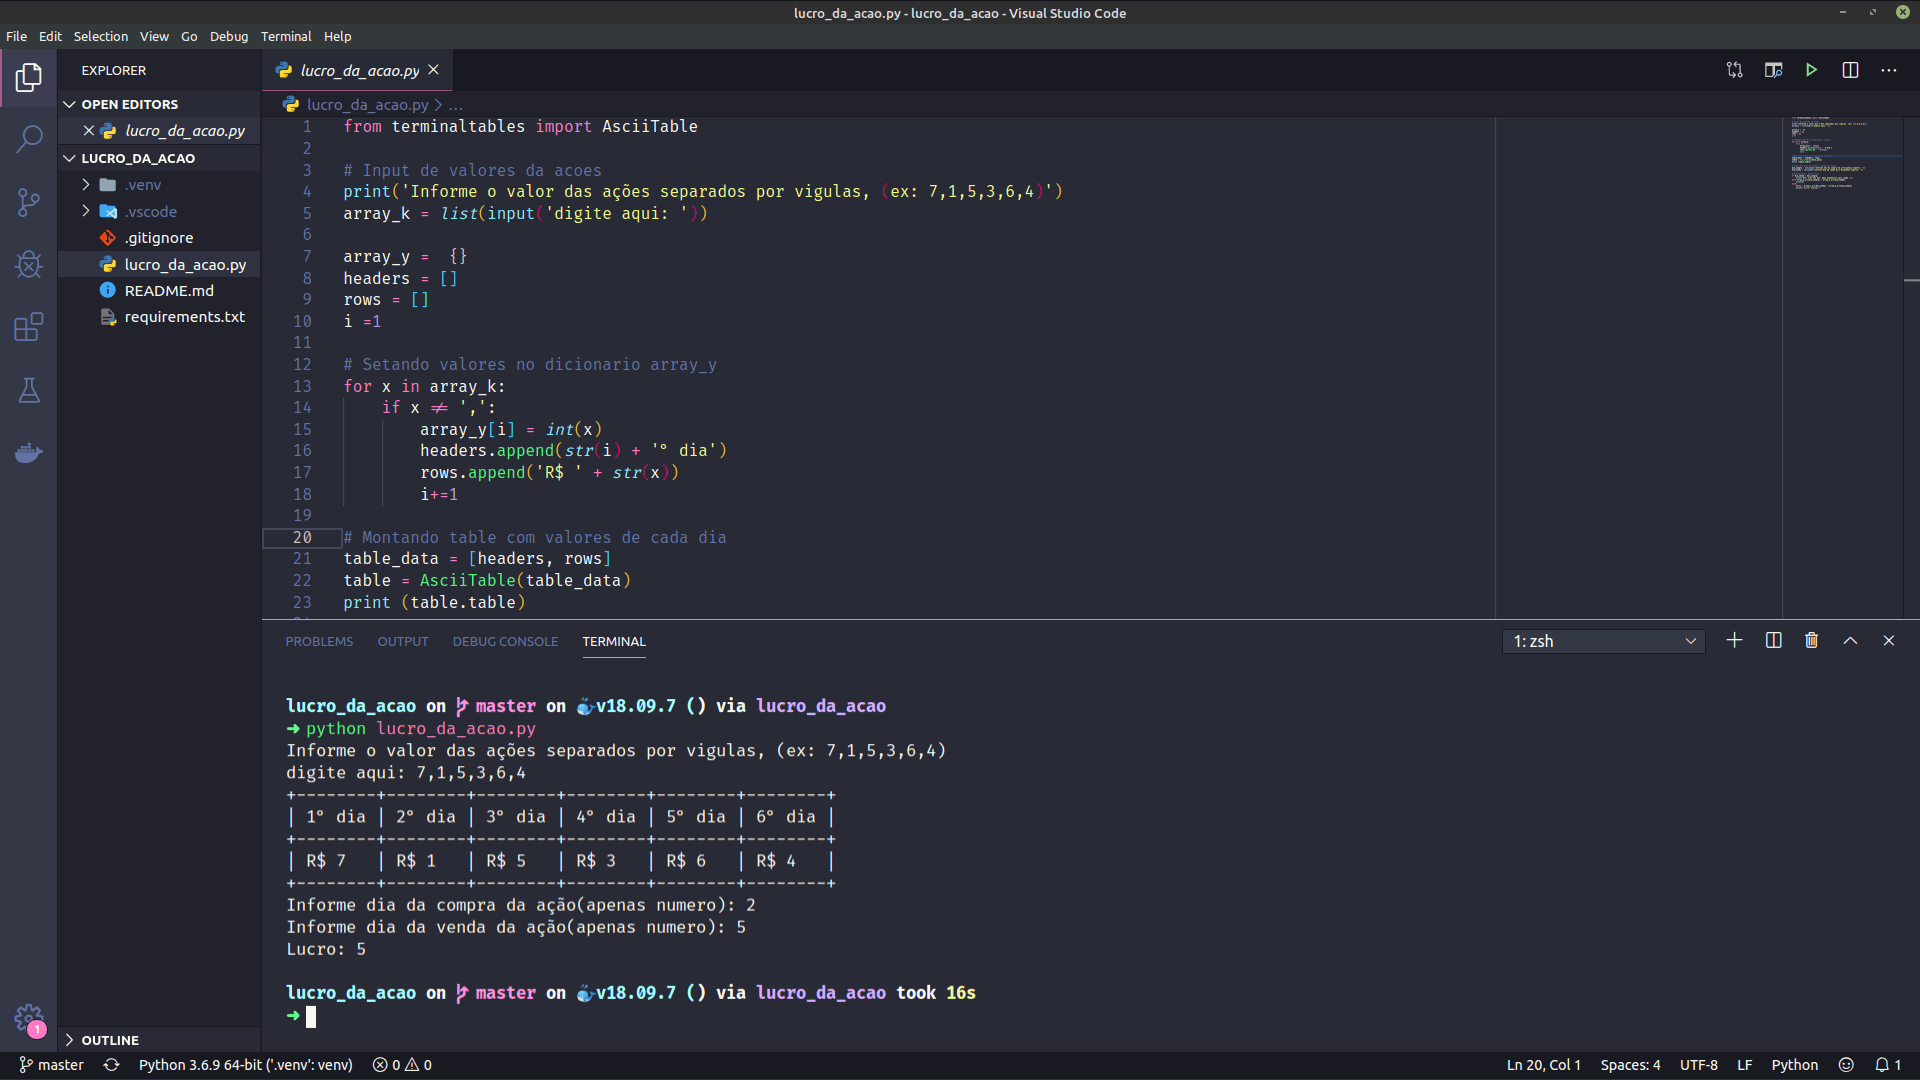 lucro_da_acao.py - lucro_da_acao - Visual Studio Code
File Edit Selection View Go Debug Terminal Help
EXPLORER
OPEN EDITORS
lucro_da_acao.py
LUCRO_DA_ACAO
.venv
.vscode
.gitignore
lucro_da_acao.py
README.md
requirements.txt
OUTLINE
1
lucro_da_acao.py
lucro_da_acao.py > ...
1 from terminaltables import AsciiTable
2
3 # Input de valores da acoes
4 print('Informe o valor das ações separados por vigulas, (ex: 7,1,5,3,6,4)')
5 array_k = list(input('digite aqui: '))
6
7 array_y =  {}
8 headers = []
9 rows = []
10 i =1
11
12 # Setando valores no dicionario array_y
13 for x in array_k:
14     if x ≠ ',':
15         array_y[i] = int(x)
16         headers.append(str(i) + '° dia')
17         rows.append('R$ ' + str(x))
18         i+=1
19
20 # Montando table com valores de cada dia
21 table_data = [headers, rows]
22 table = AsciiTable(table_data)
23 print (table.table)
PROBLEMS OUTPUT DEBUG CONSOLE TERMINAL
1: zsh
lucro_da_acao on master on 🐳v18.09.7 () via lucro_da_acao
➜ python lucro_da_acao.py
Informe o valor das ações separados por vigulas, (ex: 7,1,5,3,6,4)
digite aqui: 7,1,5,3,6,4
+--------+--------+--------+--------+--------+--------+
| 1° dia | 2° dia | 3° dia | 4° dia | 5° dia | 6° dia |
+--------+--------+--------+--------+--------+--------+
| R$ 7   | R$ 1   | R$ 5   | R$ 3   | R$ 6   | R$ 4   |
+--------+--------+--------+--------+--------+--------+
Informe dia da compra da ação(apenas numero): 2
Informe dia da venda da ação(apenas numero): 5
Lucro: 5
lucro_da_acao on master on 🐳v18.09.7 () via lucro_da_acao took 16s
➜
master Python 3.6.9 64-bit ('.venv': venv) 0 0 Ln 20, Col 1 Spaces: 4 UTF-8 LF Python 1